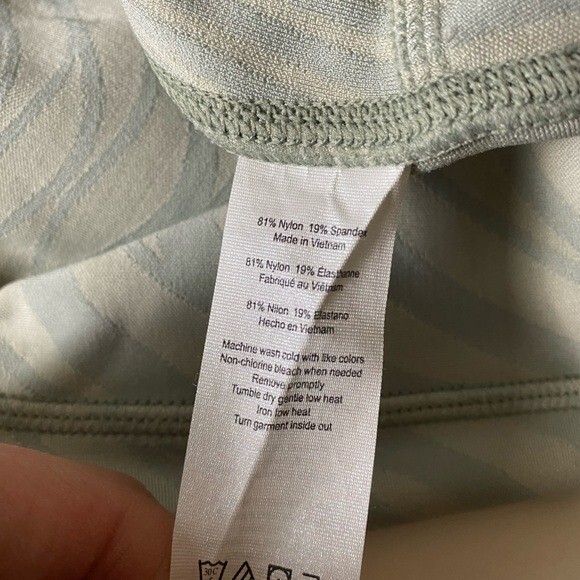 81% Nylon 19% Spandex
Made in Vietnam
81% Nylon 19% Élasthanne
Fabriqué au Viêtnam
81% Nilon 19% Elastano
Hecho en Vietnam
Machine wash cold with like colors
Non-chlorine bleach when needed
Remove promptly
Tumble dry gentle low heat
Iron low heat
Turn garment inside out
30C